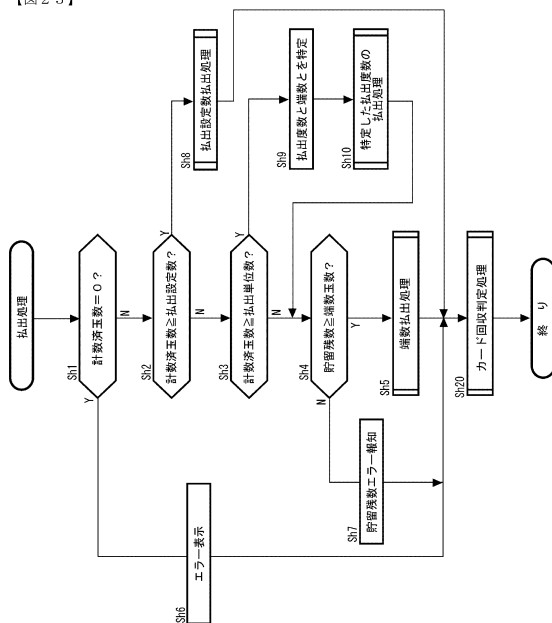 【図２５】
払出処理
Sh1
計数済玉数＝０？
Y
N
Sh2
計数済玉数≧払出設定数？
Y
N
Sh8
払出設定数払出処理
Sh3
計数済玉数≧払出単位数？
Y
N
Sh9
払出度数と端数とを特定
Sh10
特定した払出度数の
払出処理
Sh4
貯留残数≧端数玉数？
N
Y
Sh5
端数払出処理
Sh7
貯留残数エラー報知
Sh6
エラー表示
Sh20
カード回収判定処理
終り